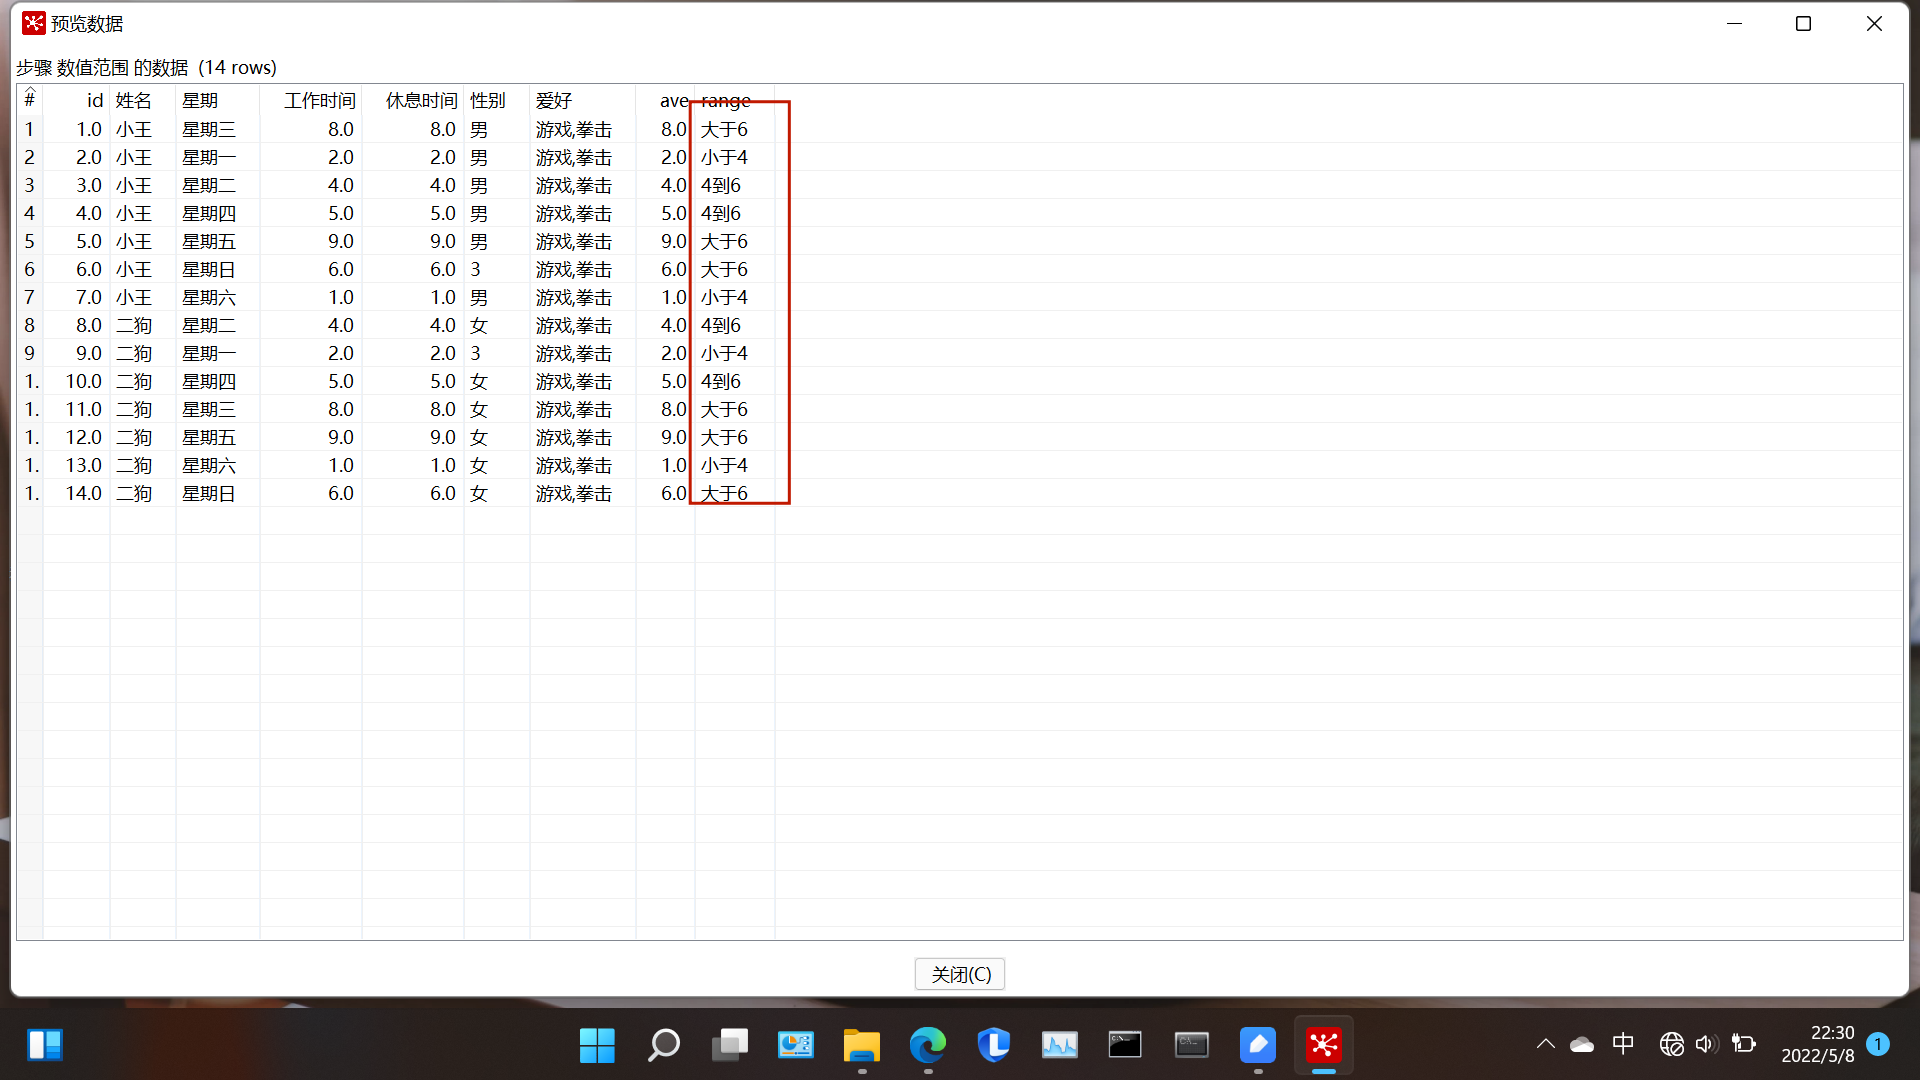 预览数据
步骤 数值范围 的数据 (14 rows)
# id 姓名 星期 工作时间 休息时间 性别 爱好 ave range
1 1.0 小王 星期三 8.0 8.0 男 游戏,拳击 8.0 大于6
2 2.0 小王 星期一 2.0 2.0 男 游戏,拳击 2.0 小于4
3 3.0 小王 星期二 4.0 4.0 男 游戏,拳击 4.0 4到6
4 4.0 小王 星期四 5.0 5.0 男 游戏,拳击 5.0 4到6
5 5.0 小王 星期五 9.0 9.0 男 游戏,拳击 9.0 大于6
6 6.0 小王 星期日 6.0 6.0 3 游戏,拳击 6.0 大于6
7 7.0 小王 星期六 1.0 1.0 男 游戏,拳击 1.0 小于4
8 8.0 二狗 星期二 4.0 4.0 女 游戏,拳击 4.0 4到6
9 9.0 二狗 星期一 2.0 2.0 3 游戏,拳击 2.0 小于4
1. 10.0 二狗 星期四 5.0 5.0 女 游戏,拳击 5.0 4到6
1. 11.0 二狗 星期三 8.0 8.0 女 游戏,拳击 8.0 大于6
1. 12.0 二狗 星期五 9.0 9.0 女 游戏,拳击 9.0 大于6
1. 13.0 二狗 星期六 1.0 1.0 女 游戏,拳击 1.0 小于4
1. 14.0 二狗 星期日 6.0 6.0 女 游戏,拳击 6.0 大于6
关闭(C)
中
22:30
2022/5/8
1